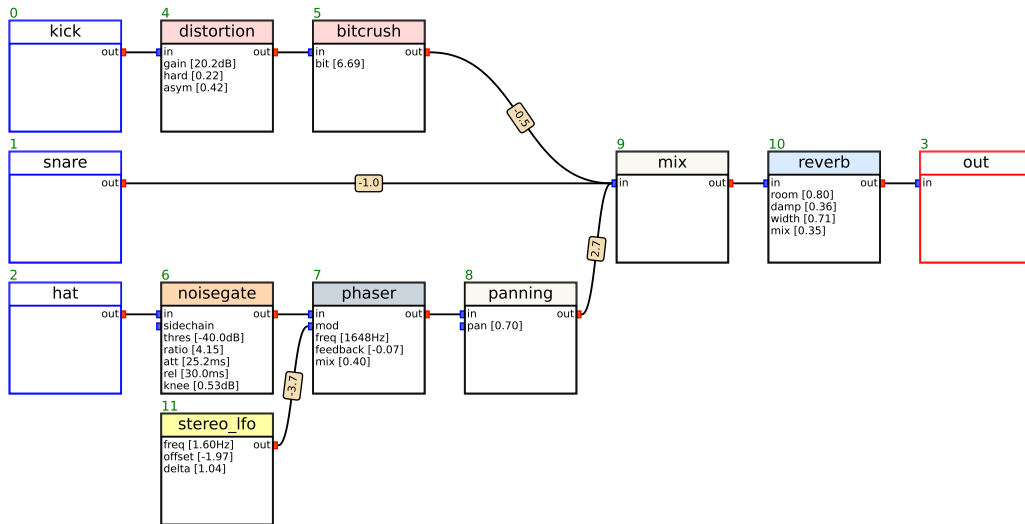 0
kick
out
4
distortion
in out
gain [20.2dB]
hard [0.22]
asym [0.42]
5
bitcrush
in out
bit [6.69]
-0.5
1
snare
out
-1.0
9
mix
in out
10
reverb
in out
room [0.80]
damp [0.36]
width [0.71]
mix [0.35]
3
out
in
2
hat
out
6
noisegate
in out
sidechain
thres [-40.0dB]
ratio [4.15]
att [25.2ms]
rel [30.0ms]
knee [0.53dB]
7
phaser
in out
mod
freq [1648Hz]
feedback [-0.07]
mix [0.40]
8
panning
in out
pan [0.70]
2.7
-3.7
11
stereo_lfo
freq [1.60Hz] out
offset [-1.97]
delta [1.04]